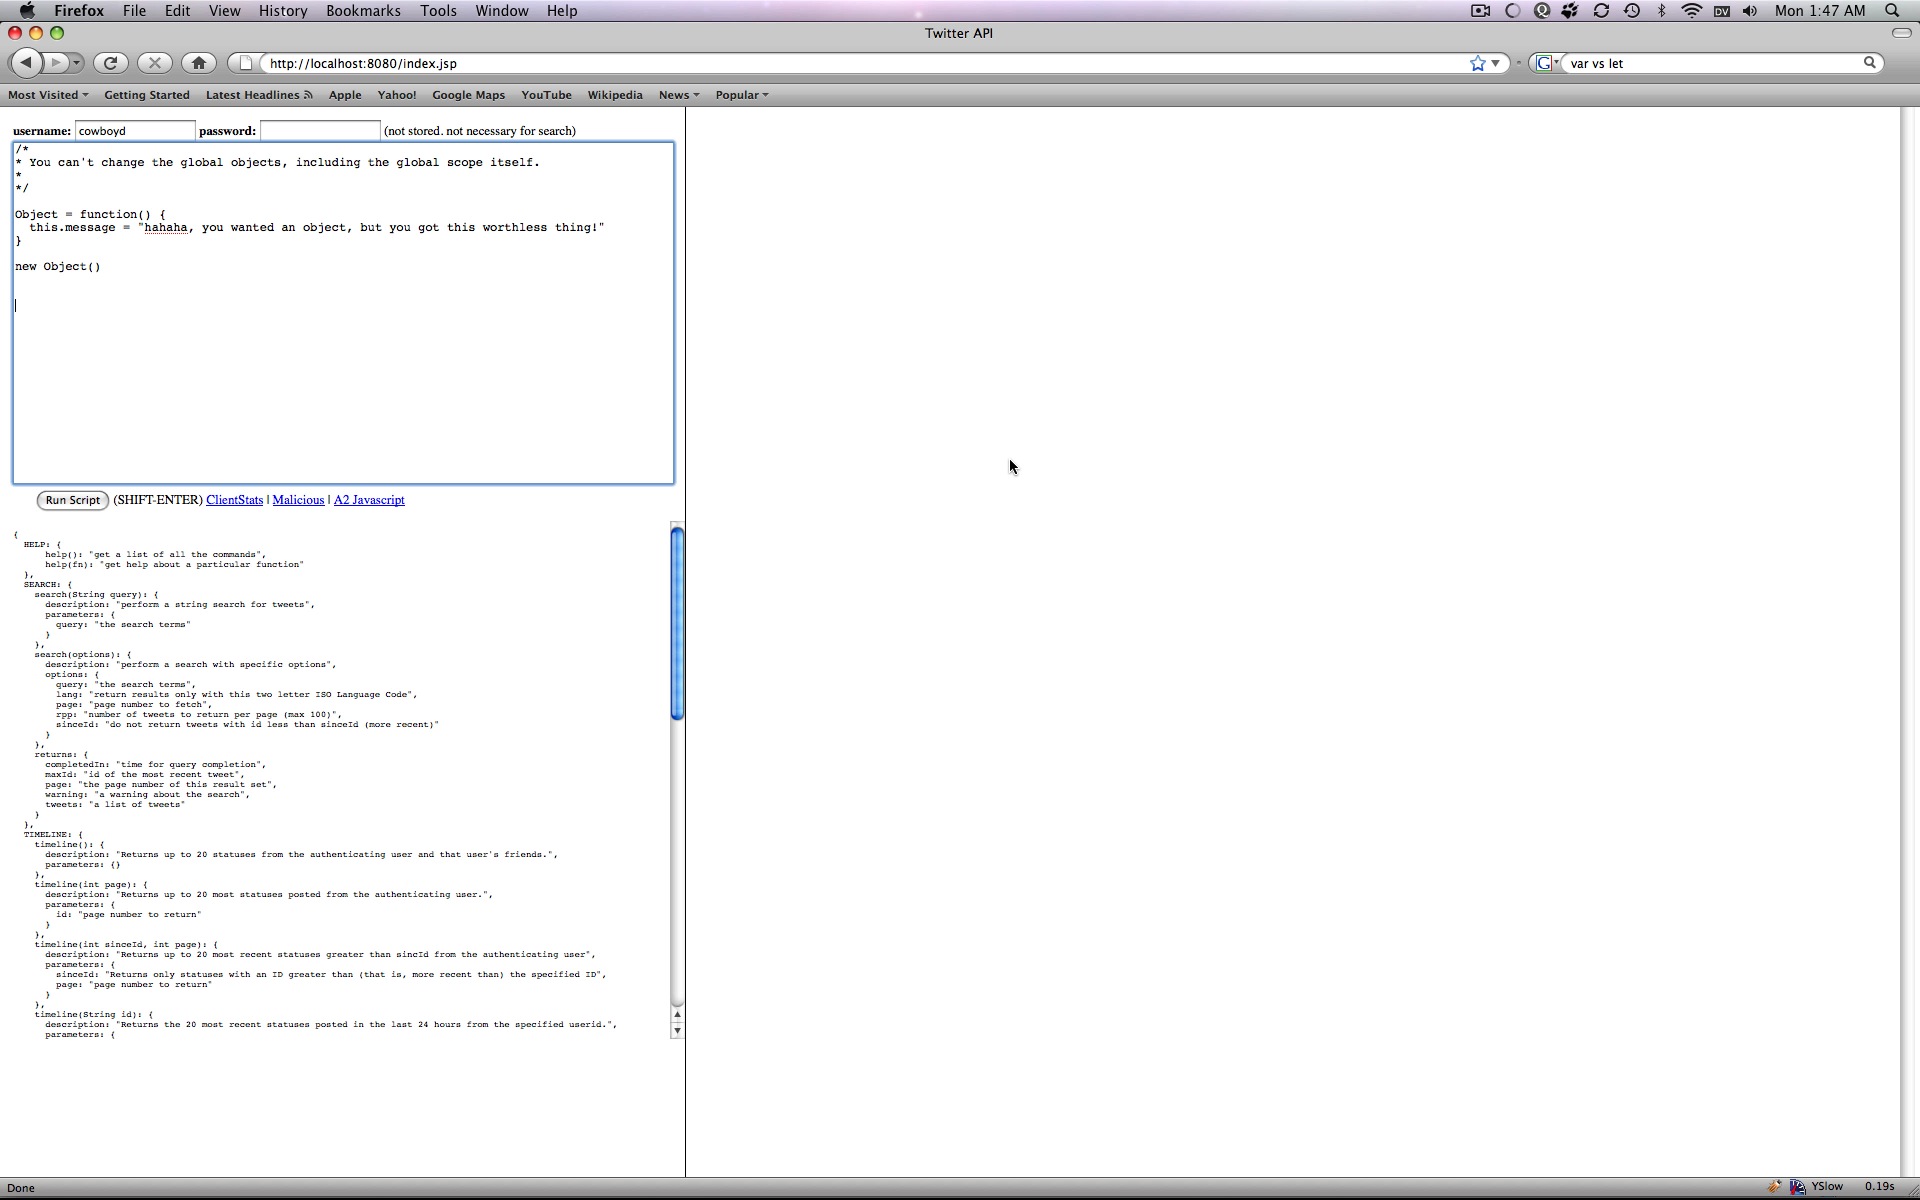 Firefox File Edit View History Bookmarks Tools Window Help
DV Mon 1:47 AM
Twitter API
http://localhost:8080/index.jsp
G var vs let
Most Visited Getting Started Latest Headlines Apple Yahoo! Google Maps YouTube Wikipedia News Popular
username: cowboyd password: (not stored. not necessary for search)
/*
* You can't change the global objects, including the global scope itself.
*
*/
Object = function() {
this.message = "hahaha, you wanted an object, but you got this worthless thing!"
}
new Object()
Run Script (SHIFT-ENTER) ClientStats | Malicious | A2 Javascript
{
HELP: {
help(): "get a list of all the commands",
help(fn): "get help about a particular function"
},
SEARCH: {
search(String query): {
description: "perform a string search for tweets",
parameters: {
query: "the search terms"
}
},
search(options): {
description: "perform a search with specific options",
options: {
query: "the search terms",
lang: "return results only with this two letter ISO Language Code",
page: "page number to fetch",
rpp: "number of tweets to return per page (max 100)",
sinceId: "do not return tweets with id less than sinceId (more recent)"
}
},
returns: {
completedIn: "time for query completion",
maxId: "id of the most recent tweet",
page: "the page number of this result set",
warning: "a warning about the search",
tweets: "a list of tweets"
}
},
TIMELINE: {
timeline(): {
description: "Returns up to 20 statuses from the authenticating user and that user's friends.",
parameters: {}
},
timeline(int page): {
description: "Returns up to 20 most statuses posted from the authenticating user.",
parameters: {
id: "page number to return"
}
},
timeline(int sinceId, int page): {
description: "Returns up to 20 most recent statuses greater than sincId from the authenticating user",
parameters: {
sinceId: "Returns only statuses with an ID greater than (that is, more recent than) the specified ID",
page: "page number to return"
}
},
timeline(String id): {
description: "Returns the 20 most recent statuses posted in the last 24 hours from the specified userid.",
parameters: {
Done
YSlow 0.19s